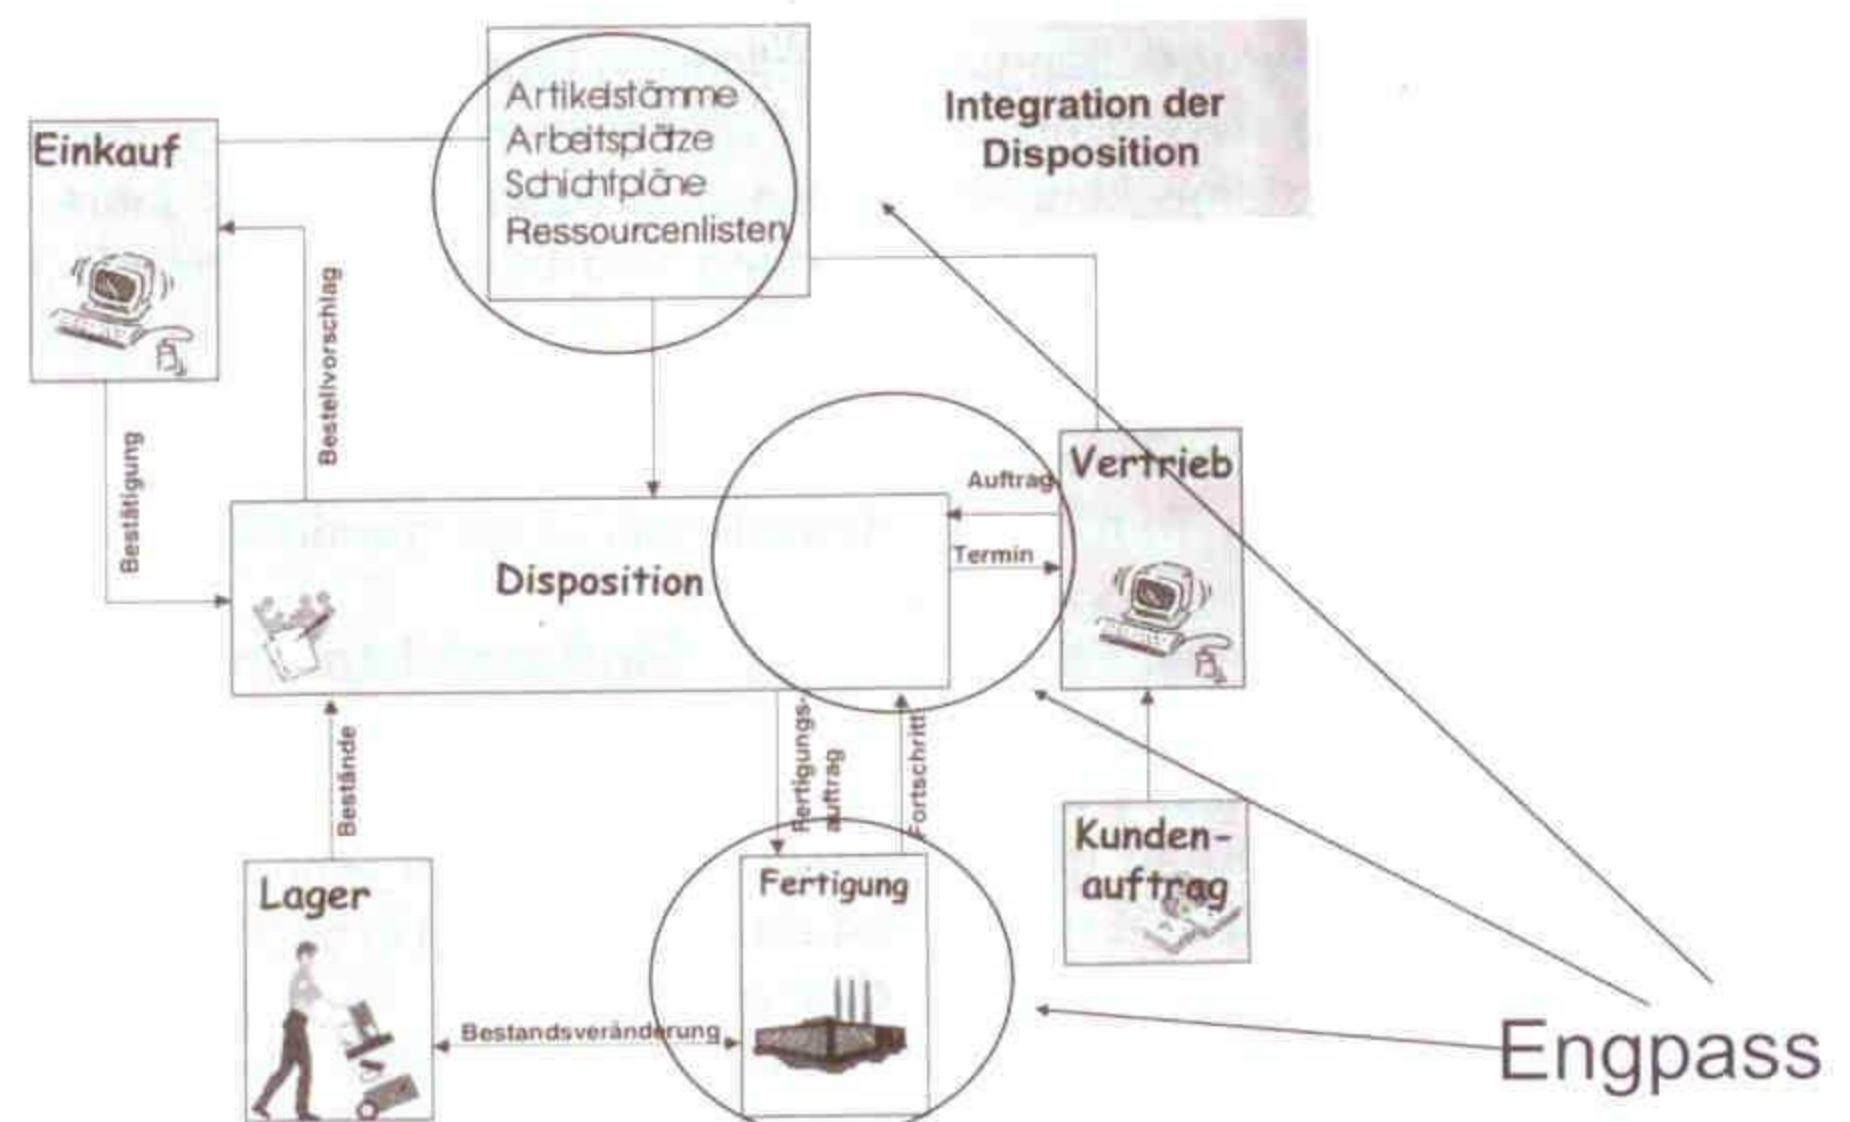 Artikelstämme
Arbeitsplätze
Schichtpläne
Ressourcenlisten
Integration der
Disposition
Einkauf
Bestellvorschlag
Bestätigung
Auftrag
Vertrieb
Termin
Disposition
Bestände
Fertigungs-
auftrag
Fortschritt
Kunden-
auftrag
Lager
Fertigung
Bestandsveränderung
Engpass